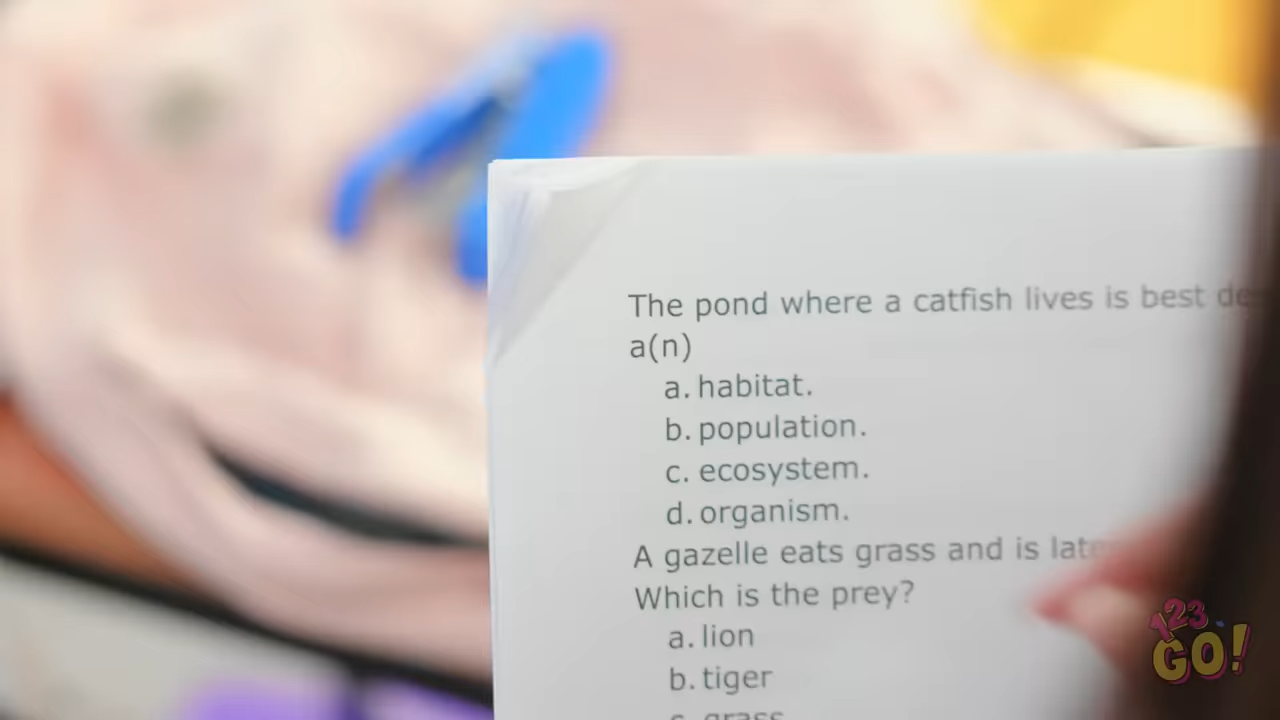 The pond where a catfish lives is best
a(n)
a. habitat.
b. population.
c. ecosystem.
d. organism.
A gazelle eats grass and is
Which is the prey?
a. lion
b. tiger
c. grass
123
GO!